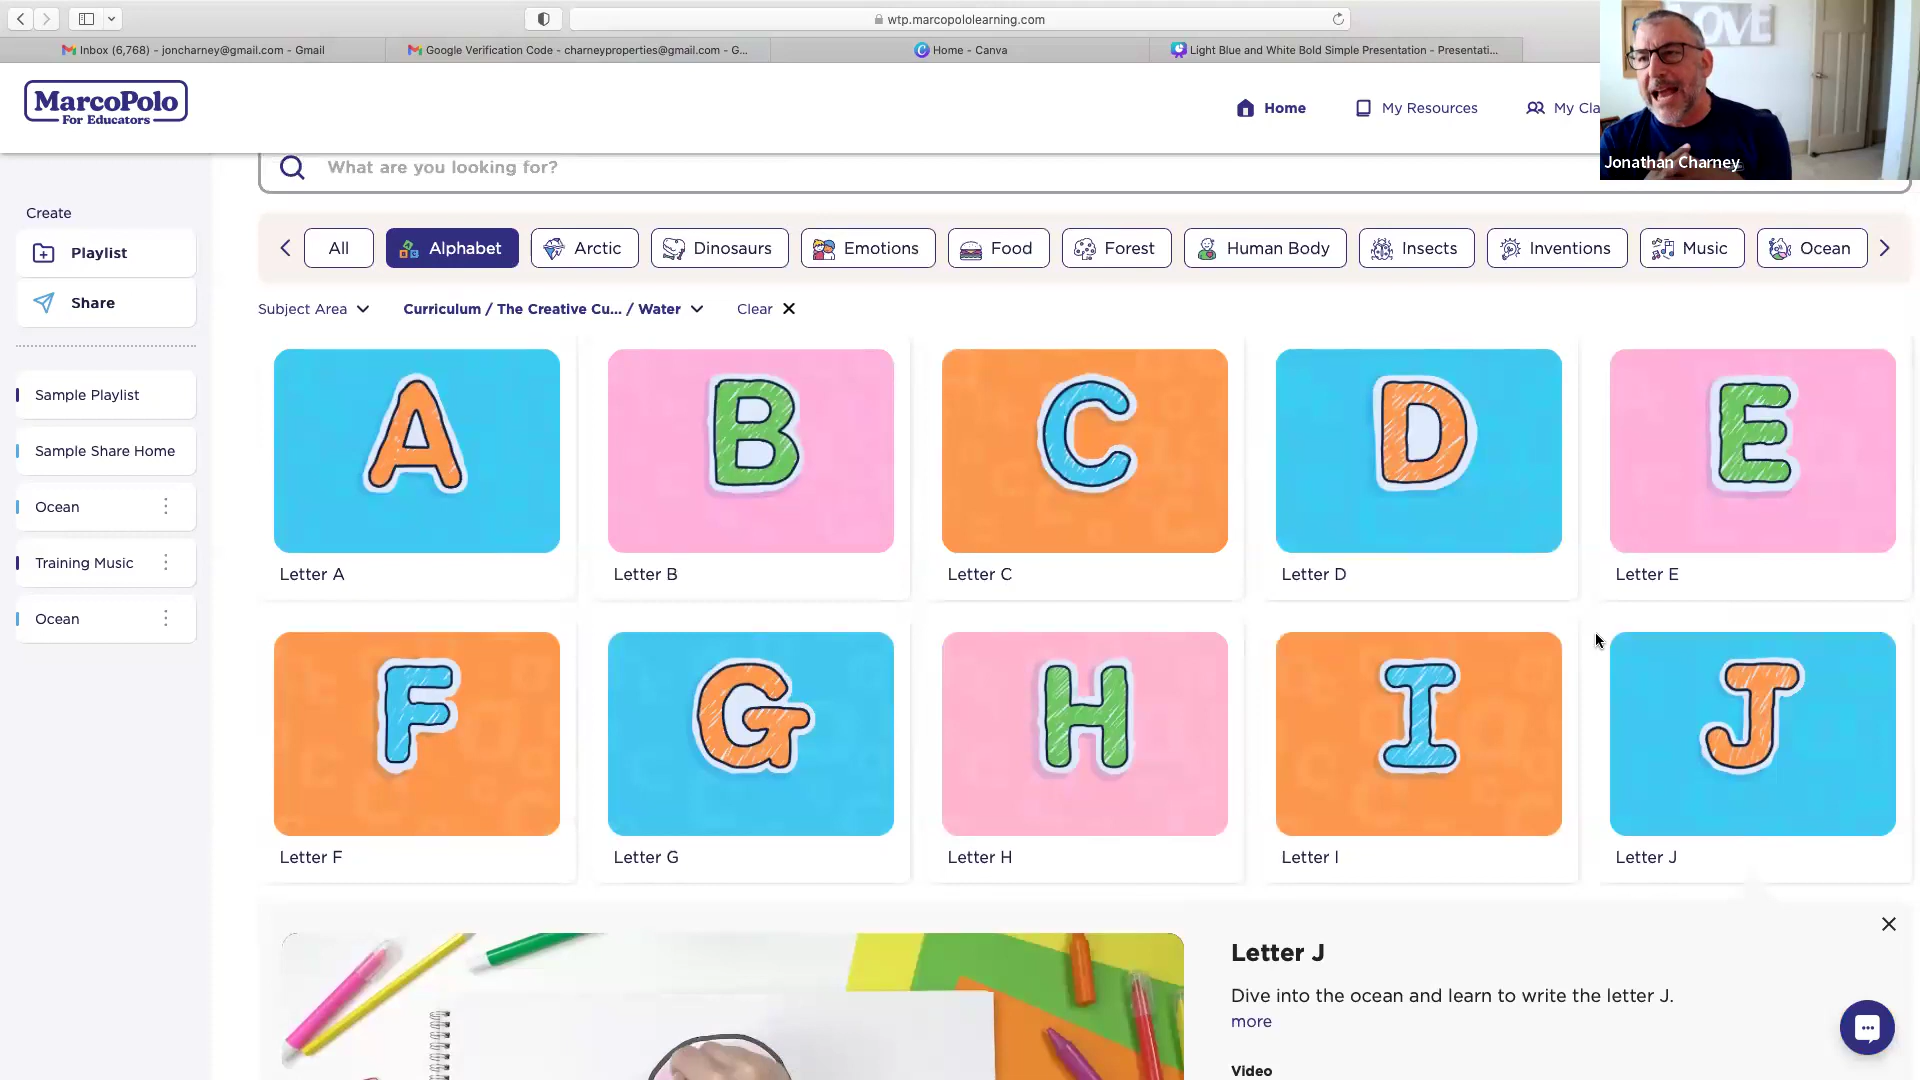 wtp.marcopololearning.com
Inbox (6,768) - joncharney@gmail.com - Gmail
Google Verification Code - charneyproperties@gmail.com - G...
Home - Canva
Light Blue and White Bold Simple Presentation - Presentati...
LOVE
MarcoPolo
For Educators
Home
My Resources
My Cla
Jonathan Charney
What are you looking for?
Create
Playlist
Share
Sample Playlist
Sample Share Home
Ocean
Training Music
Ocean
All
Alphabet
Arctic
Dinosaurs
Emotions
Food
Forest
Human Body
Insects
Inventions
Music
Ocean
Subject Area
Curriculum / The Creative Cu... / Water
Clear
A
B
C
D
E
Letter A
Letter B
Letter C
Letter D
Letter E
F
G
H
I
J
Letter F
Letter G
Letter H
Letter I
Letter J
Letter J
Dive into the ocean and learn to write the letter J.
more
Video